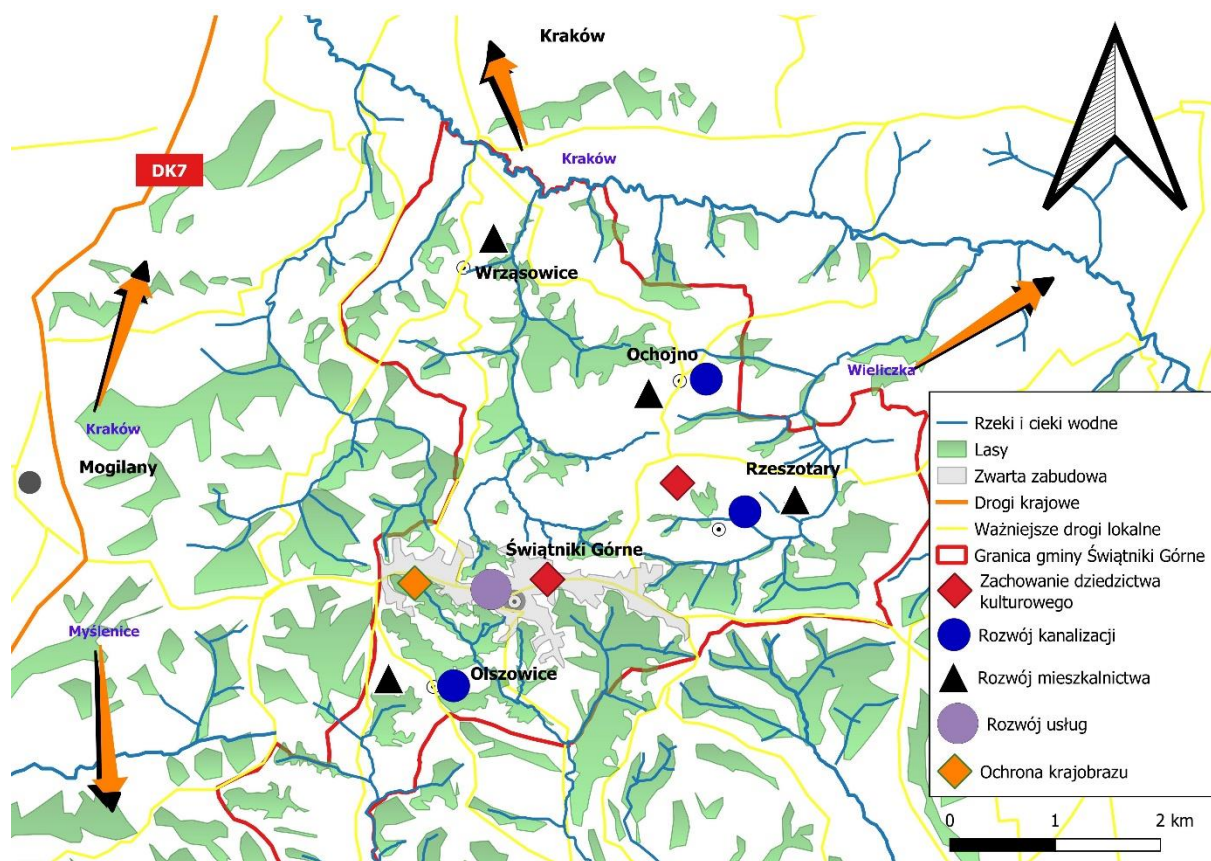 Kraków
DK7
Kraków
Wrząsowice
Ochojno
Wieliczka
Kraków
Mogilany
Rzeszotary
Świątniki Górne
Myślenice
Olszowice
Rzeki i cieki wodne
Lasy
Zwarta zabudowa
Drogi krajowe
Ważniejsze drogi lokalne
Granica gminy Świątniki Górne
Zachowanie dziedzictwa
kulturowego
Rozwój kanalizacji
Rozwój mieszkalnictwa
Rozwój usług
Ochrona krajobrazu
0 1 2 km